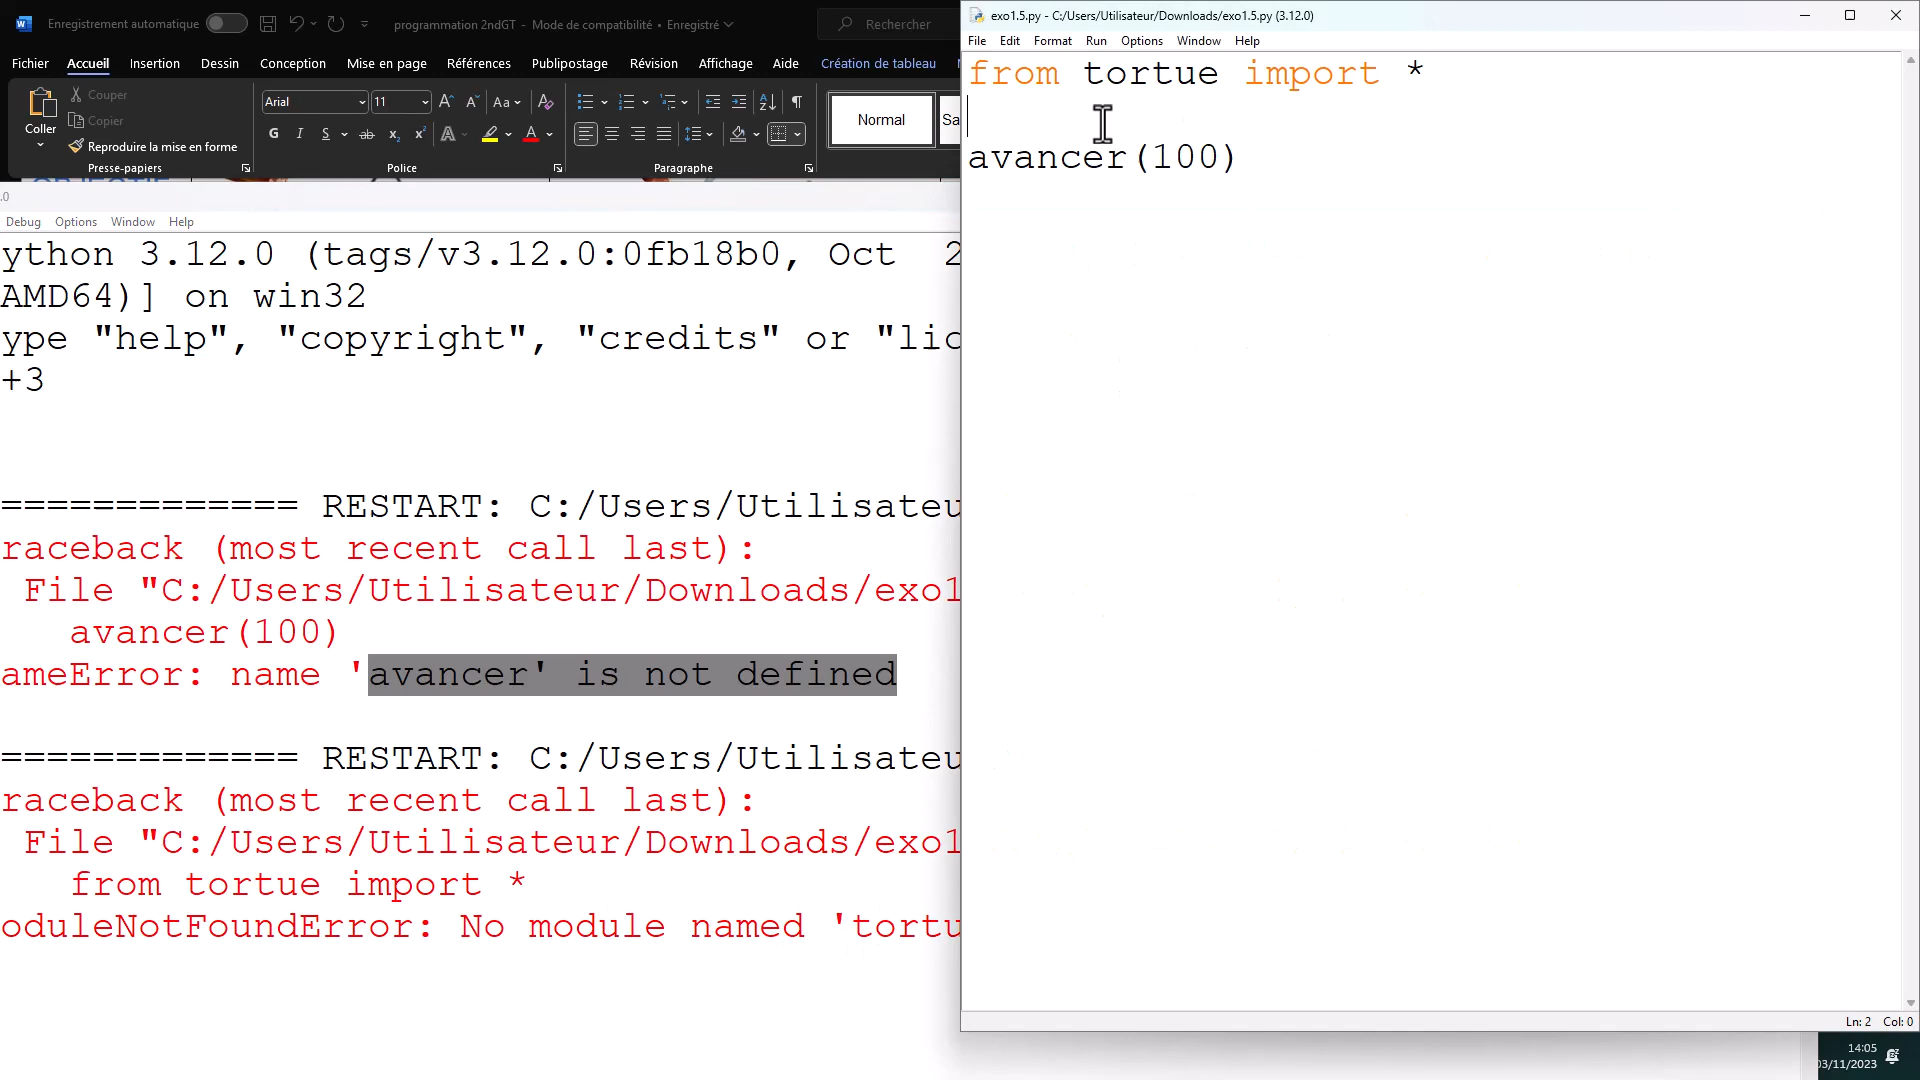 Enregistrement automatique
programmation 2ndGT - Mode de compatibilité • Enregistré
Rechercher
Fichier Accueil Insertion Dessin Conception Mise en page Références Publipostage Révision Affichage Aide Création de tableau
Coller
Couper
Copier
Reproduire la mise en forme
Presse-papiers
Arial 11 Aa
G I S ab x₂ x² A A
Police
Paragraphe
Normal
.0
Debug Options Window Help
ython 3.12.0 (tags/v3.12.0:0fb18b0, Oct 2
AMD64)] on win32
ype "help", "copyright", "credits" or "lic
+3
============= RESTART: C:/Users/Utilisateu
raceback (most recent call last):
File "C:/Users/Utilisateur/Downloads/exo1
avancer(100)
ameError: name 'avancer' is not defined
============= RESTART: C:/Users/Utilisateu
raceback (most recent call last):
File "C:/Users/Utilisateur/Downloads/exo1
from tortue import *
oduleNotFoundError: No module named 'tortu
exo1.5.py - C:/Users/Utilisateur/Downloads/exo1.5.py (3.12.0)
File Edit Format Run Options Window Help
from tortue import *
avancer(100)
Ln: 2 Col: 0
14:05
03/11/2023